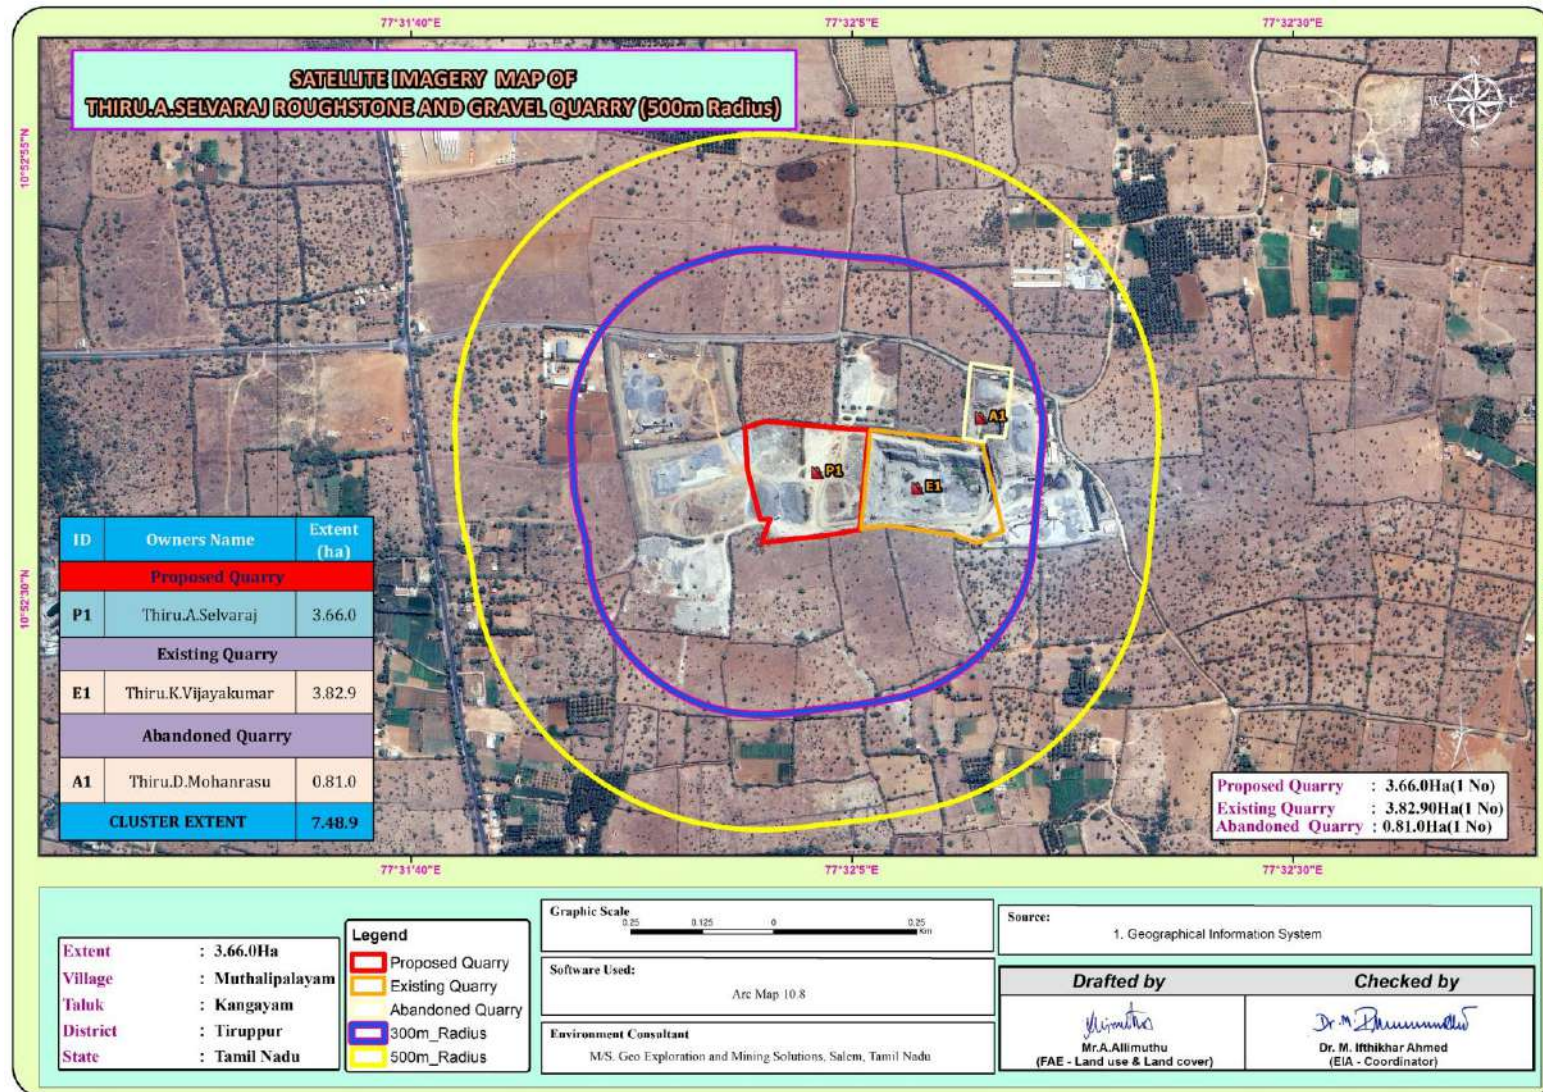 77°31'40"E
77°32'5"E
77°32'30"E
SATELLITE IMAGERY MAP OF
THIRU.A.SELVARAJ ROUGHSTONE AND GRAVEL QUARRY (500m Radius)
N
W
E
S
10°52'55"N
10°52'30"N
A1
P1
E1
ID Owners Name Extent (ha)
Proposed Quarry
P1 Thiru.A.Selvaraj 3.66.0
Existing Quarry
E1 Thiru.K.Vijayakumar 3.82.9
Abandoned Quarry
A1 Thiru.D.Mohanrasu 0.81.0
CLUSTER EXTENT 7.48.9
Proposed Quarry : 3.66.0Ha(1 No)
Existing Quarry : 3.82.90Ha(1 No)
Abandoned Quarry : 0.81.0Ha(1 No)
77°31'40"E
77°32'5"E
77°32'30"E
Extent : 3.66.0Ha
Village : Muthalipalayam
Taluk : Kangayam
District : Tiruppur
State : Tamil Nadu
Legend
Proposed Quarry
Existing Quarry
Abandoned Quarry
300m_Radius
500m_Radius
Graphic Scale
0.25 0.125 0 0.25
Km
Software Used:
Arc Map 10.8
Environment Consultant
M/S. Geo Exploration and Mining Solutions, Salem, Tamil Nadu
Source:
1. Geographical Information System
Drafted by
Mr.A.Allimuthu
(FAE - Land use & Land cover)
Checked by
Dr. M. Ifthikhar Ahmed
(EIA - Coordinator)